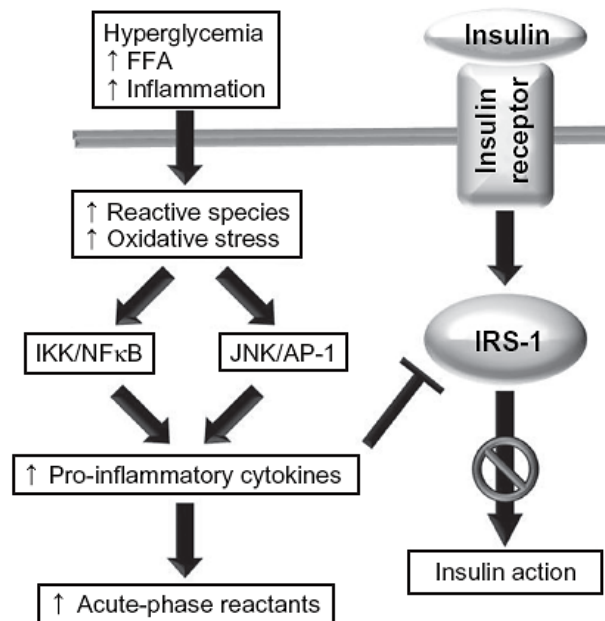 Hyperglycemia
↑ FFA
↑ Inflammation
Insulin
Insulin
receptor
↑ Reactive species
↑ Oxidative stress
IKK/NFκB
JNK/AP-1
IRS-1
↑ Pro-inflammatory cytokines
Insulin action
↑ Acute-phase reactants